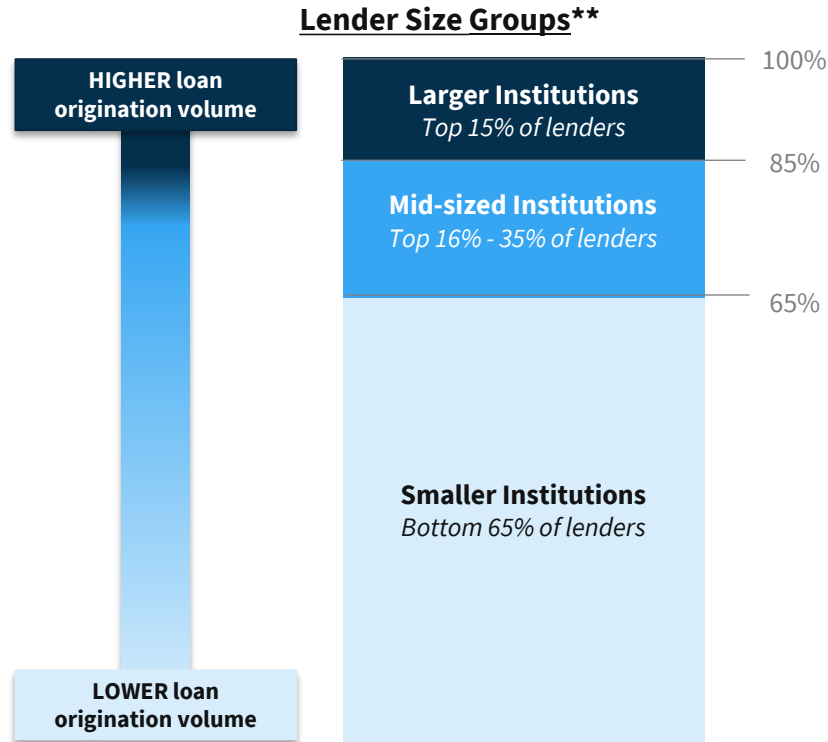 Lender Size Groups**
HIGHER loan
origination volume
Larger Institutions
Top 15% of lenders
100%
85%
Mid-sized Institutions
Top 16% - 35% of lenders
65%
Smaller Institutions
Bottom 65% of lenders
LOWER loan
origination volume